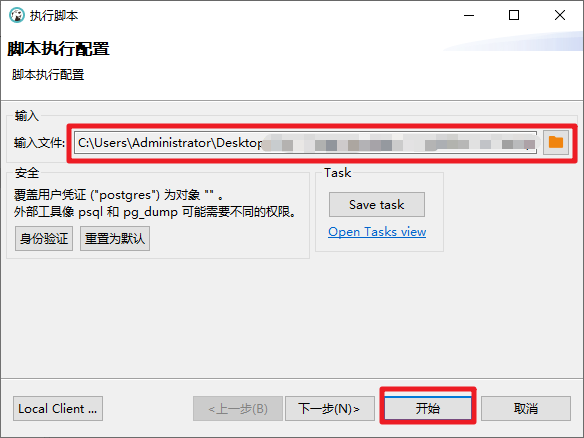 执行脚本
脚本执行配置
脚本执行配置
输入
输入文件: C:\Users\Administrator\Desktop
安全
覆盖用户凭证 ("postgres") 为对象 "" 。
外部工具像 psql 和 pg_dump 可能需要不同的权限。
身份验证 重置为默认
Task
Save task
Open Tasks view
Local Client ... <上一步(B) 下一步(N)> 开始 取消